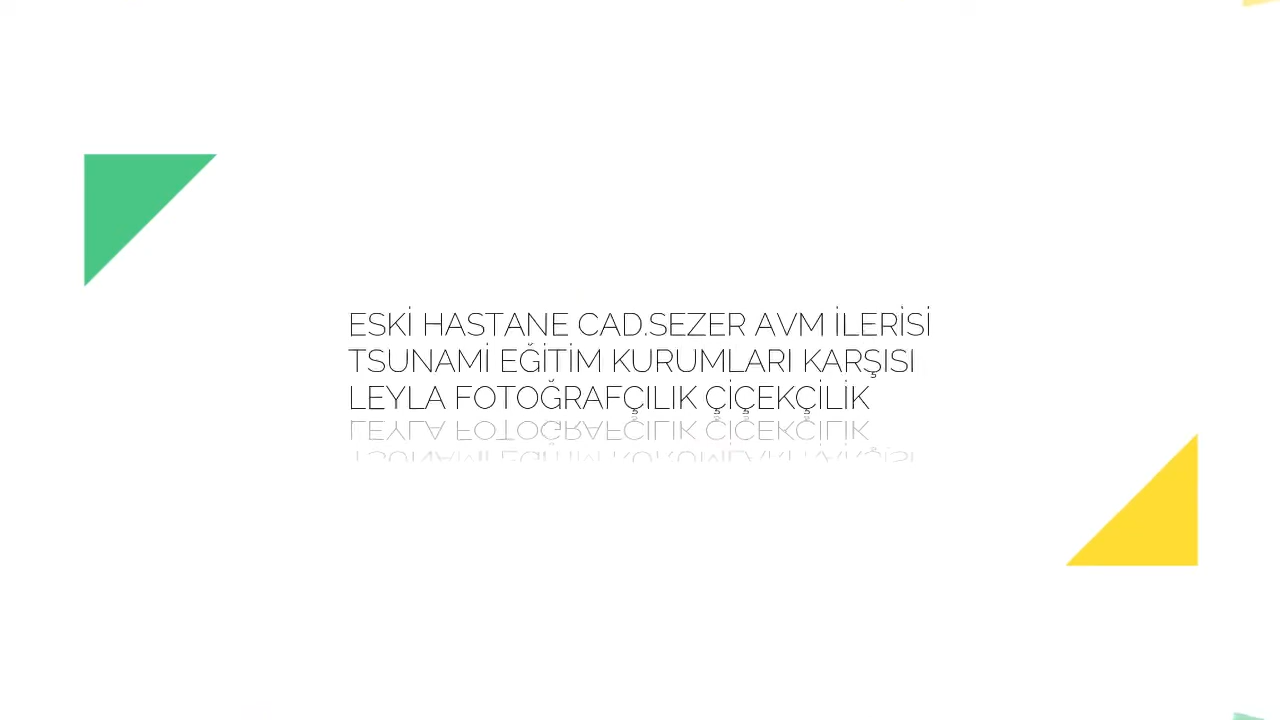 ESKİ HASTANE CAD.SEZER AVM İLERİSİ
TSUNAMİ EĞİTİM KURUMLARI KARŞISI
LEYLA FOTOĞRAFÇILIK ÇİÇEKÇİLİK